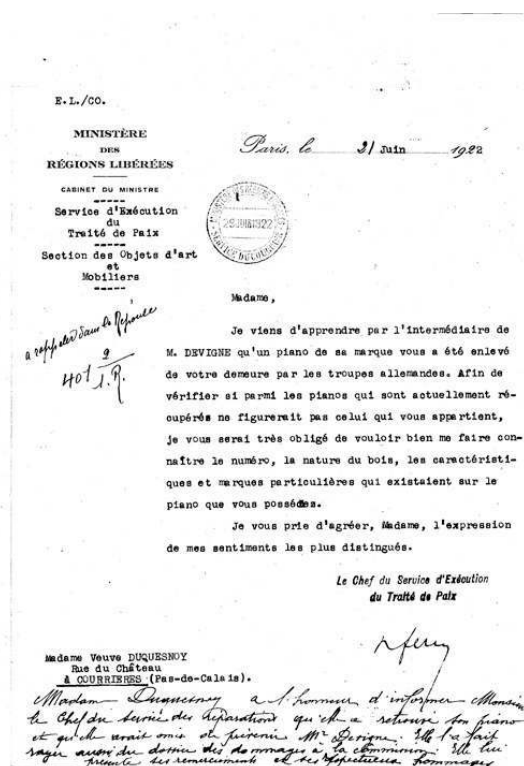 E.L./CO.
MINISTÈRE
DES
RÉGIONS LIBÉRÉES
CABINET DU MINISTRE
Service d'Exécution
du
Traité de Paix
Section des Objets d'art
et
Mobiliers
Paris, le 21 Juin 1922
à rappeler dans la Réponse
401
Madame,
Je viens d'apprendre par l'intermédiaire de
M. DEVIGNE qu'un piano de sa marque vous a été enlevé
de votre demeure par les troupes allemandes. Afin de
vérifier si parmi les pianos qui sont actuellement ré-
cupérés ne figurerait pas celui qui vous appartient,
je vous serai très obligé de vouloir bien me faire con-
naître le numéro, la nature du bois, les caractéristi-
ques et marques particulières qui existaient sur le
piano que vous possédez.
Je vous prie d'agréer, Madame, l'expression
de mes sentiments les plus distingués.
Le Chef du Service d'Exécution
du Traité de Paix
Madame Veuve DUQUESNOY
Rue du Château
à COURRIERES (Pas-de-Calais).
Madam Duquesnoy a l'honneur d'informer Monsieur
le Chef du service des réparations qu'elle a retrouvé son piano
et qu'elle avait omis de prévenir Mr Devigne. Elle l'a fait
rayer aussi du dossier des dommages à la commission. Elle lui
présente ses remerciements et ses respectueux hommages